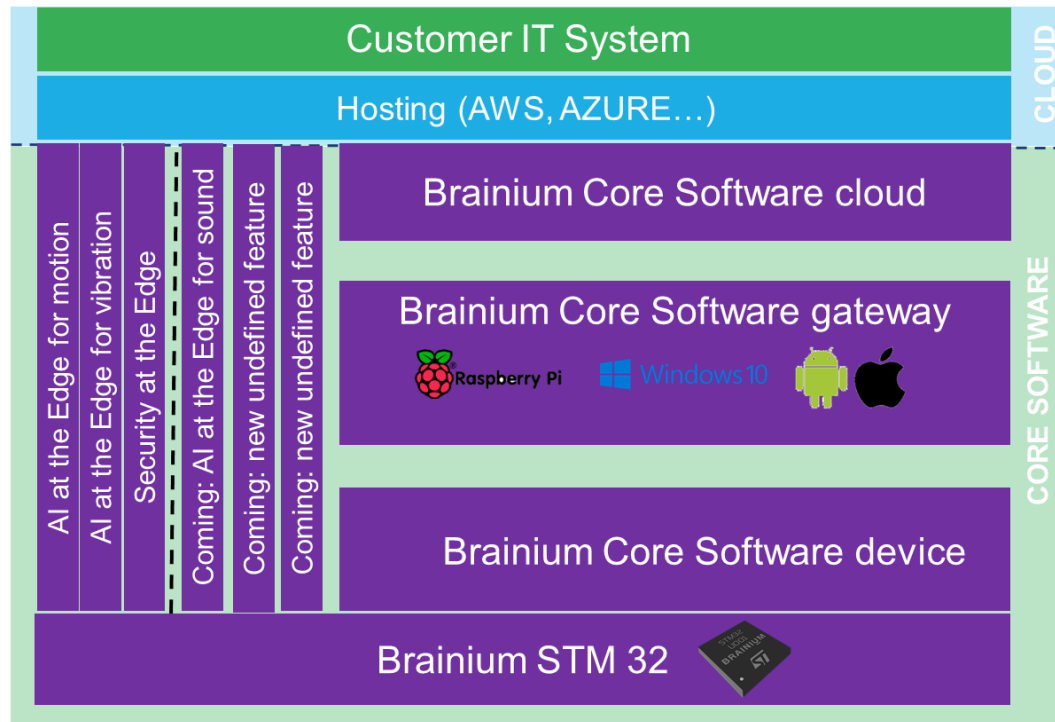 Customer IT System
Hosting (AWS, AZURE…)
CLOUD
AI at the Edge for motion
AI at the Edge for vibration
Security at the Edge
Coming: AI at the Edge for sound
Coming: new undefined feature
Coming: new undefined feature
Brainium Core Software cloud
Brainium Core Software gateway
Raspberry Pi
Windows 10
Brainium Core Software device
CORE SOFTWARE
Brainium STM 32
STM32
BRAINIUM